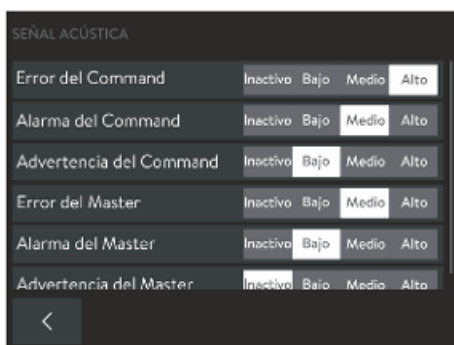 SEÑAL ACÚSTICA
Error del Command Inactivo Bajo Medio Alto
Alarma del Command Inactivo Bajo Medio Alto
Advertencia del Command Inactivo Bajo Medio Alto
Error del Master Inactivo Bajo Medio Alto
Alarma del Master Inactivo Bajo Medio Alto
Advertencia del Master Inactivo Bajo Medio Alto